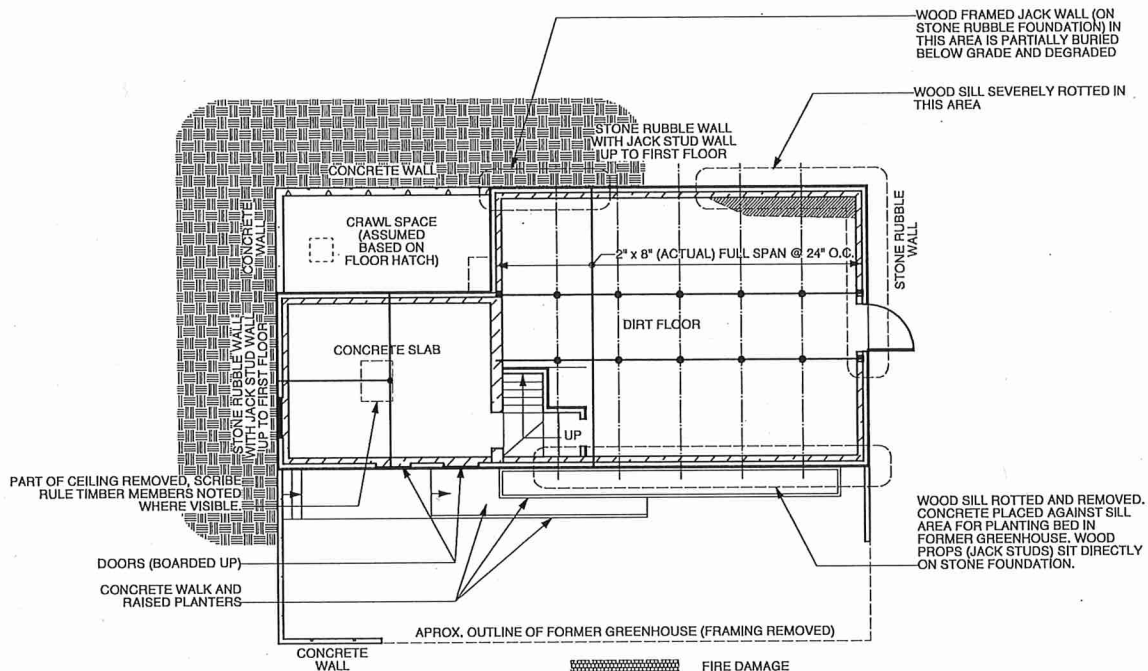 WOOD FRAMED JACK WALL (ON
STONE RUBBLE FOUNDATION) IN
THIS AREA IS PARTIALLY BURIED
BELOW GRADE AND DEGRADED
WOOD SILL SEVERELY ROTTED IN
THIS AREA
STONE RUBBLE WALL
WITH JACK STUD WALL
UP TO FIRST FLOOR
CONCRETE WALL
CONCRETE
WALL
CRAWL SPACE
(ASSUMED
BASED ON
FLOOR HATCH)
STONE RUBBLE
WALL
2" x 8" (ACTUAL) FULL SPAN @ 24" O.C.
DIRT FLOOR
CONCRETE SLAB
STONE RUBBLE WALL
WITH JACK STUD WALL
UP TO FIRST FLOOR
UP
PART OF CEILING REMOVED, SCRIBE
RULE TIMBER MEMBERS NOTED
WHERE VISIBLE.
WOOD SILL ROTTED AND REMOVED.
CONCRETE PLACED AGAINST SILL
AREA FOR PLANTING BED IN
FORMER GREENHOUSE. WOOD
PROPS (JACK STUDS) SIT DIRECTLY
ON STONE FOUNDATION.
DOORS (BOARDED UP)
CONCRETE WALK AND
RAISED PLANTERS
APROX. OUTLINE OF FORMER GREENHOUSE (FRAMING REMOVED)
CONCRETE
WALL
FIRE DAMAGE